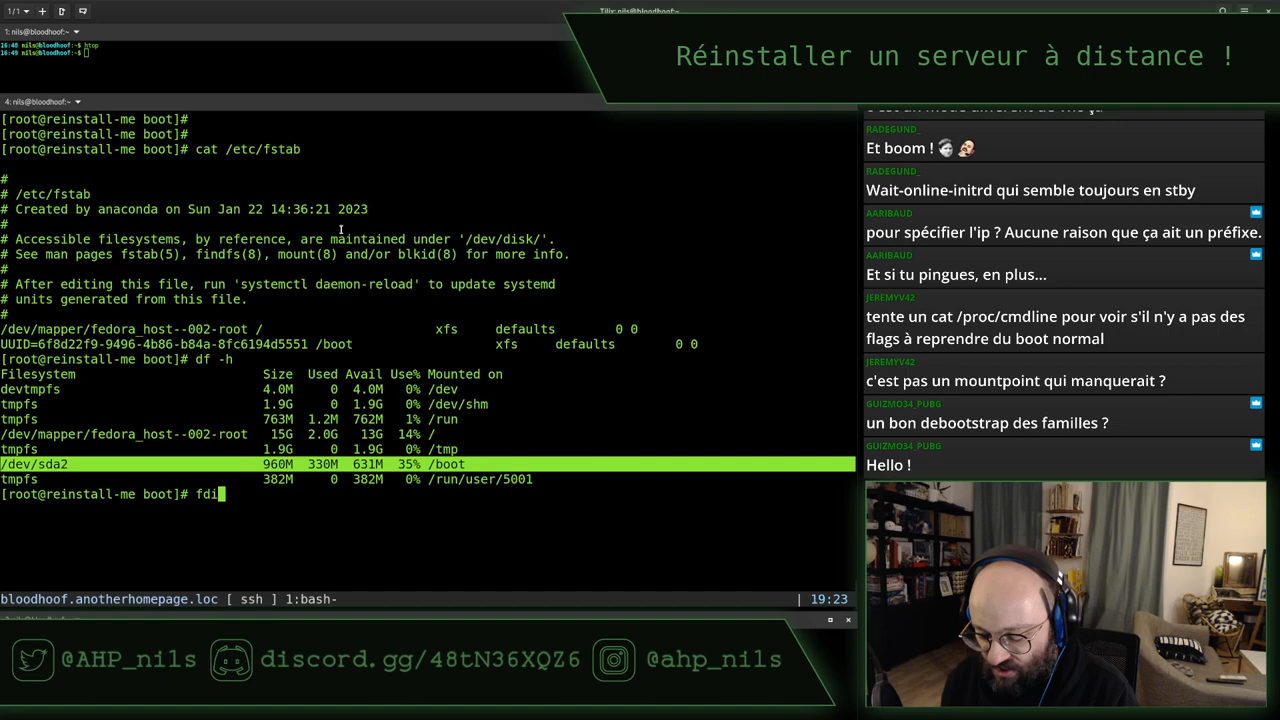 1/1
Tilix: nils@bloodhoof:~
1: nils@bloodhoof:~
16:48 nils@bloodhoof:~$ htop
16:49 nils@bloodhoof:~$
Réinstaller un serveur à distance !
4: nils@bloodhoof:~
[root@reinstall-me boot]#
[root@reinstall-me boot]#
[root@reinstall-me boot]# cat /etc/fstab
#
# /etc/fstab
# Created by anaconda on Sun Jan 22 14:36:21 2023
#
# Accessible filesystems, by reference, are maintained under '/dev/disk/'.
# See man pages fstab(5), findfs(8), mount(8) and/or blkid(8) for more info.
#
# After editing this file, run 'systemctl daemon-reload' to update systemd
# units generated from this file.
#
/dev/mapper/fedora_host--002-root / xfs defaults 0 0
UUID=6f8d22f9-9496-4b86-b84a-8fc6194d5551 /boot xfs defaults 0 0
[root@reinstall-me boot]# df -h
Filesystem Size Used Avail Use% Mounted on
devtmpfs 4.0M 0 4.0M 0% /dev
tmpfs 1.9G 0 1.9G 0% /dev/shm
tmpfs 763M 1.2M 762M 1% /run
/dev/mapper/fedora_host--002-root 15G 2.0G 13G 14% /
tmpfs 1.9G 0 1.9G 0% /tmp
/dev/sda2 960M 330M 631M 35% /boot
tmpfs 382M 0 382M 0% /run/user/5001
[root@reinstall-me boot]# fdi
bloodhoof.anotherhomepage.loc [ ssh ] 1:bash- | 19:23
RADEGUND_
Et boom !
RADEGUND_
Wait-online-initrd qui semble toujours en stby
AARIBAUD
pour spécifier l'ip ? Aucune raison que ça ait un préfixe.
AARIBAUD
Et si tu pingues, en plus...
JEREMYV42
tente un cat /proc/cmdline pour voir s'il n'y a pas des
flags à reprendre du boot normal
JEREMYV42
c'est pas un mountpoint qui manquerait ?
GUIZMO34_PUBG
un bon debootstrap des familles ?
GUIZMO34_PUBG
Hello !
@AHP_nils discord.gg/48tN36XQZ6 @ahp_nils